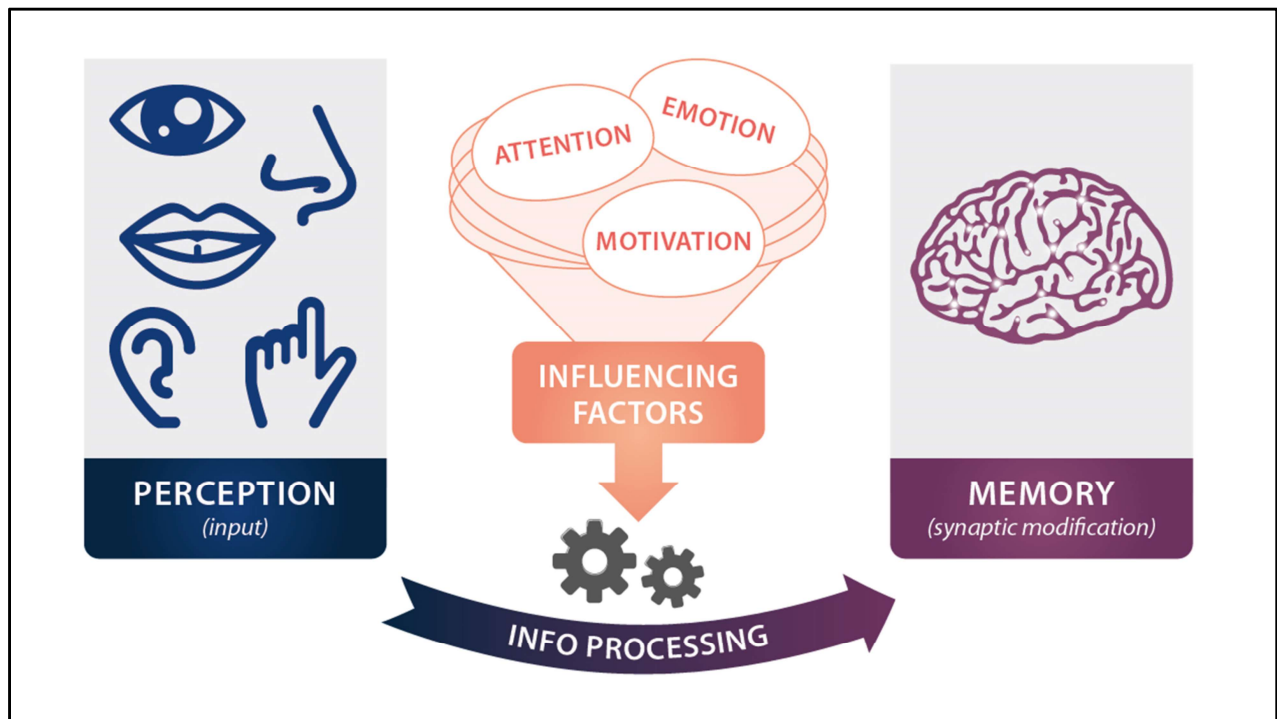 ATTENTION
EMOTION
MOTIVATION
INFLUENCING
FACTORS
PERCEPTION
(input)
MEMORY
(synaptic modification)
INFO PROCESSING